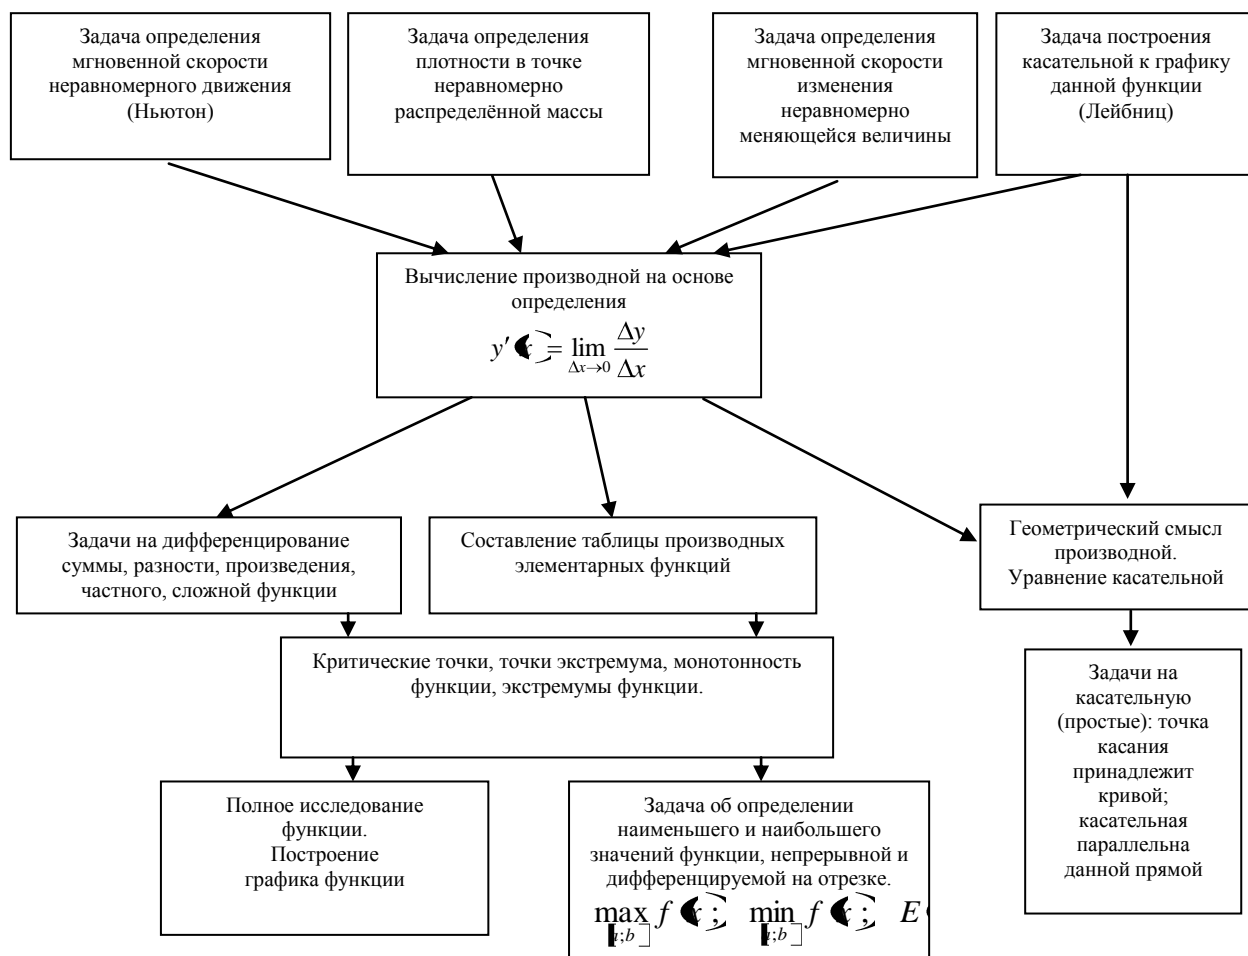 Задача определения
мгновенной скорости
неравномерного движения
(Ньютон)
Задача определения
плотности в точке
неравномерно
распределённой массы
Задача определения
мгновенной скорости
изменения
неравномерно
меняющейся величины
Задача построения
касательной к графику
данной функции
(Лейбниц)
Вычисление производной на основе
определения
y′(x) = lim Δx→0 Δy/Δx
Задачи на дифференцирование
суммы, разности, произведения,
частного, сложной функции
Составление таблицы производных
элементарных функций
Геометрический смысл
производной.
Уравнение касательной
Критические точки, точки экстремума, монотонность
функции, экстремумы функции.
Задачи на
касательную
(простые): точка
касания
принадлежит
кривой;
касательная
параллельна
данной прямой
Полное исследование
функции.
Построение
графика функции
Задача об определении
наименьшего и наибольшего
значений функции, непрерывной и
дифференцируемой на отрезке.
max [a;b] f(x); min [a;b] f(x); E